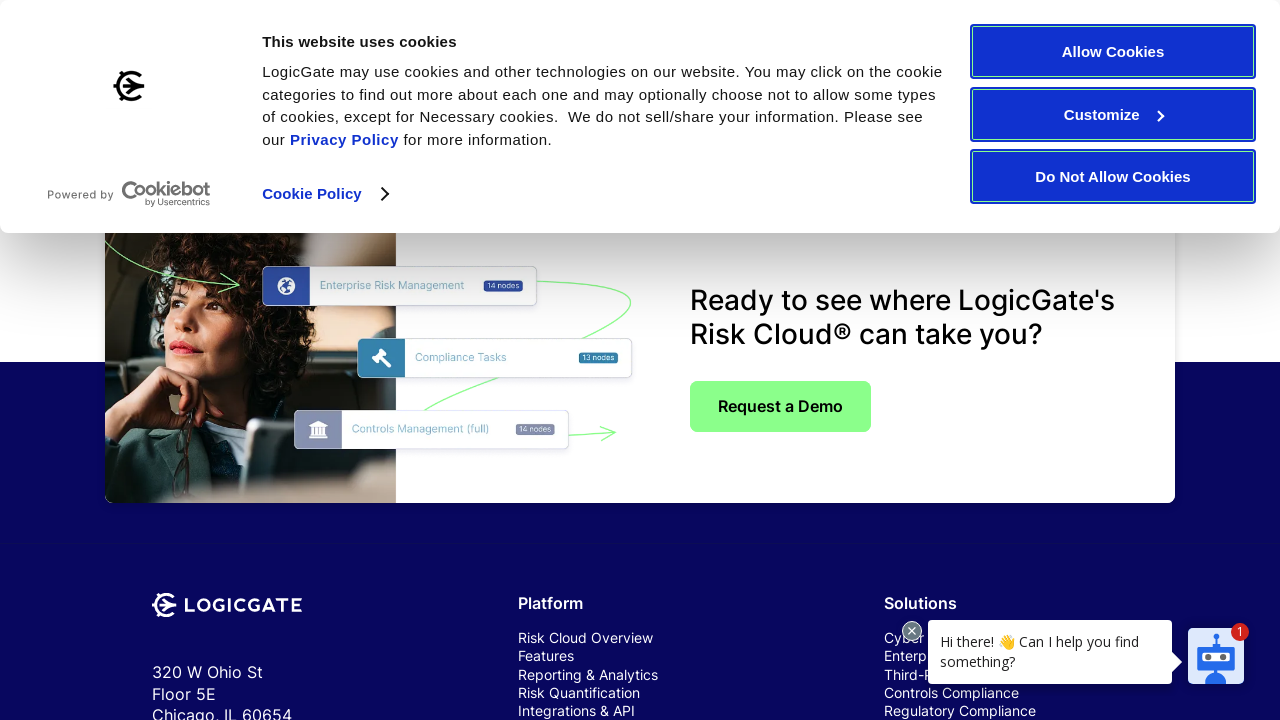 This website uses cookies
LogicGate may use cookies and other technologies on our website. You may click on the cookie
categories to find out more about each one and may optionally choose not to allow some types
of cookies, except for Necessary cookies.  We do not sell/share your information. Please see
our Privacy Policy for more information.
Cookie Policy
Powered by Cookiebot
by Usercentrics
Allow Cookies
Customize
Do Not Allow Cookies
Enterprise Risk Management 14 nodes
Compliance Tasks 13 nodes
Controls Management (full) 14 nodes
Ready to see where LogicGate's
Risk Cloud® can take you?
Request a Demo
LOGICGATE
320 W Ohio St
Floor 5E
Chicago, IL 60654
Platform
Risk Cloud Overview
Features
Reporting & Analytics
Risk Quantification
Integrations & API
Solutions
Controls Compliance
Regulatory Compliance
Hi there! 👋 Can I help you find
something?
1